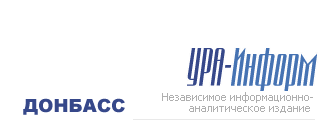 УРА-Информ
Независимое информационно-
аналитическое издание
ДОНБАСС